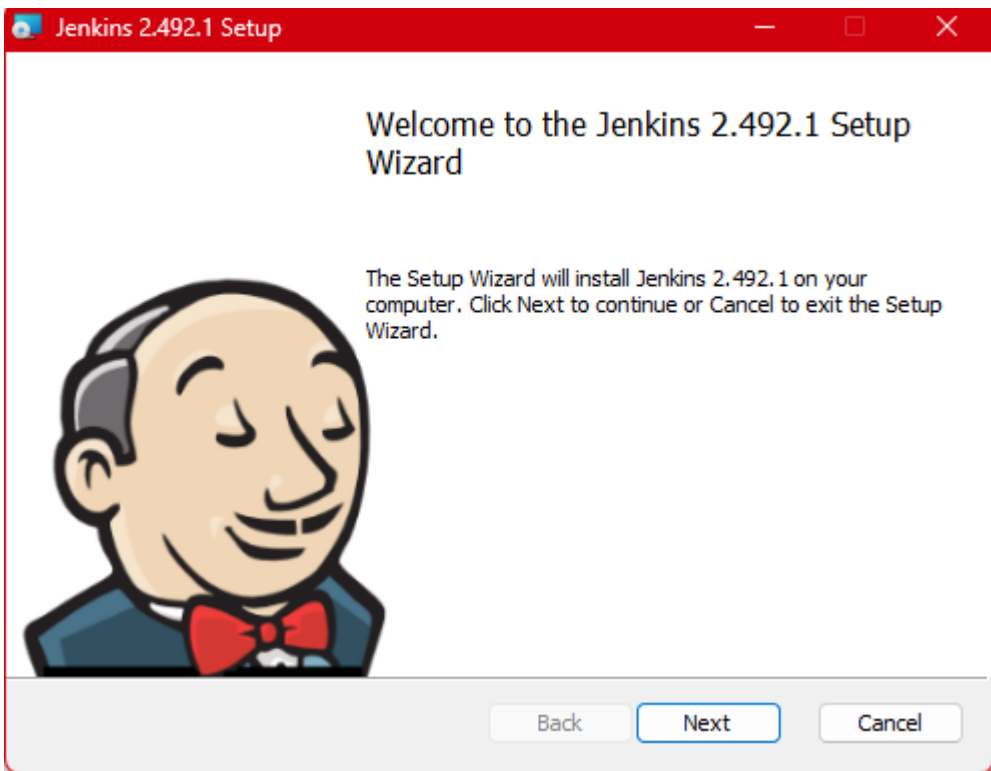 Jenkins 2.492.1 Setup
Welcome to the Jenkins 2.492.1 Setup
Wizard
The Setup Wizard will install Jenkins 2.492.1 on your
computer. Click Next to continue or Cancel to exit the Setup
Wizard.
Back Next Cancel